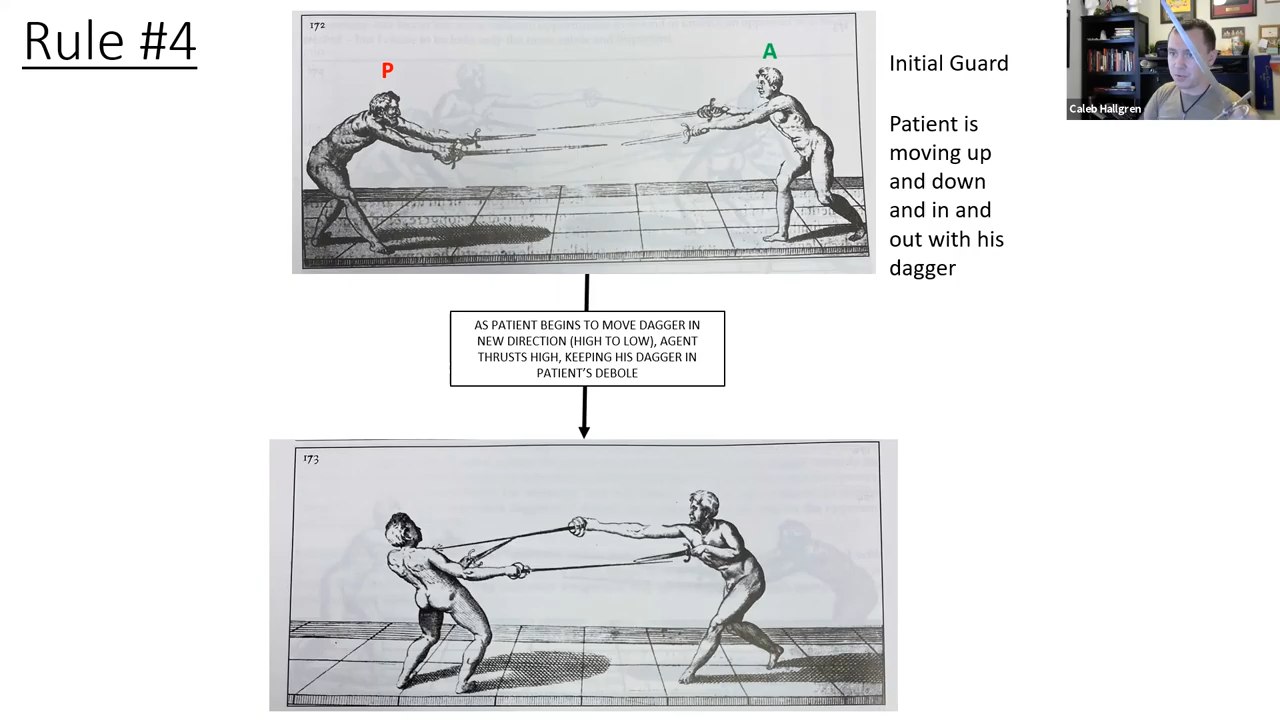 Rule #4
172
P
A
Initial Guard
Patient is
moving up
and down
and in and
out with his
dagger
Caleb Hallgren
AS PATIENT BEGINS TO MOVE DAGGER IN
NEW DIRECTION (HIGH TO LOW), AGENT
THRUSTS HIGH, KEEPING HIS DAGGER IN
PATIENT'S DEBOLE
173